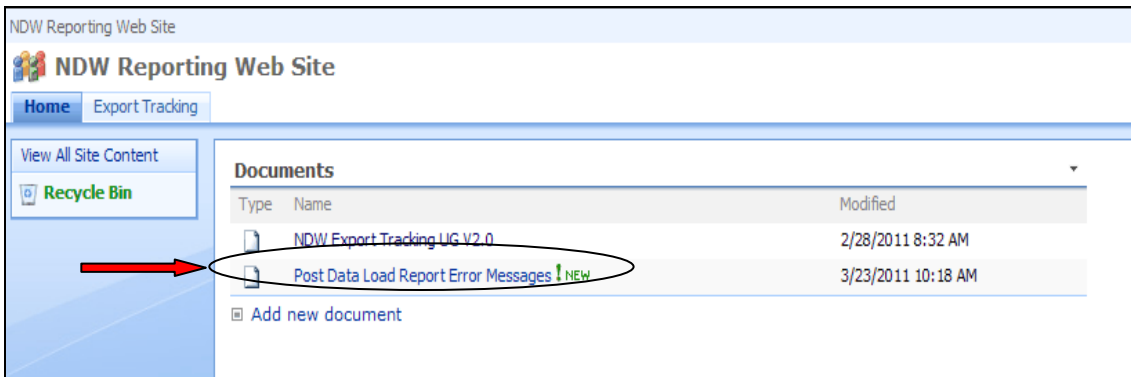 NDW Reporting Web Site
NDW Reporting Web Site
Home Export Tracking
View All Site Content
Recycle Bin
Documents
Type Name Modified
NDW Export Tracking UG V2.0 2/28/2011 8:32 AM
Post Data Load Report Error Messages ! NEW 3/23/2011 10:18 AM
Add new document